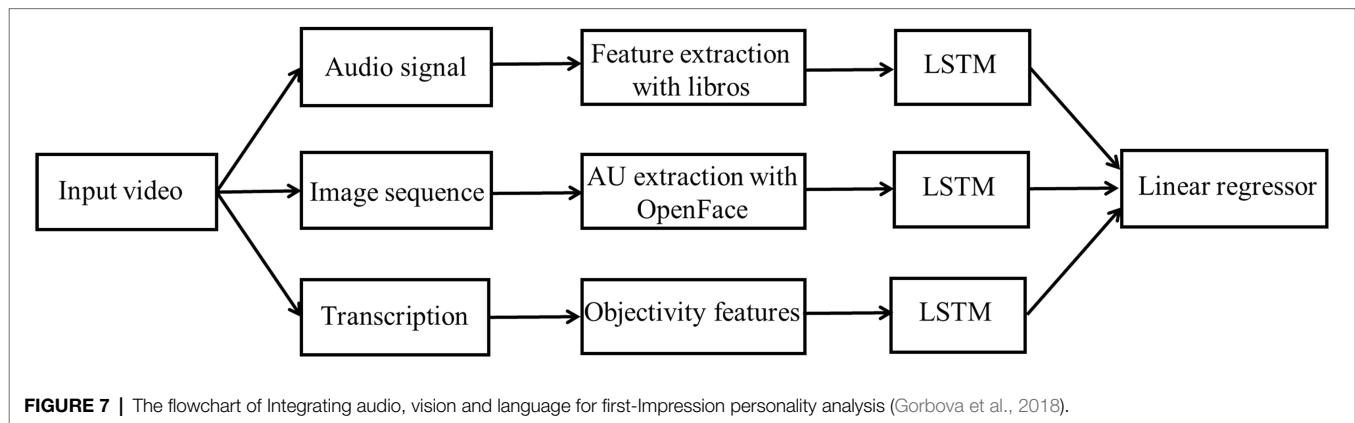 Audio signal
Feature extraction
with libros
LSTM
Input video
Image sequence
AU extraction with
OpenFace
LSTM
Linear regressor
Transcription
Objectivity features
LSTM
FIGURE 7 | The flowchart of Integrating audio, vision and language for first-Impression personality analysis (Gorbova et al., 2018).